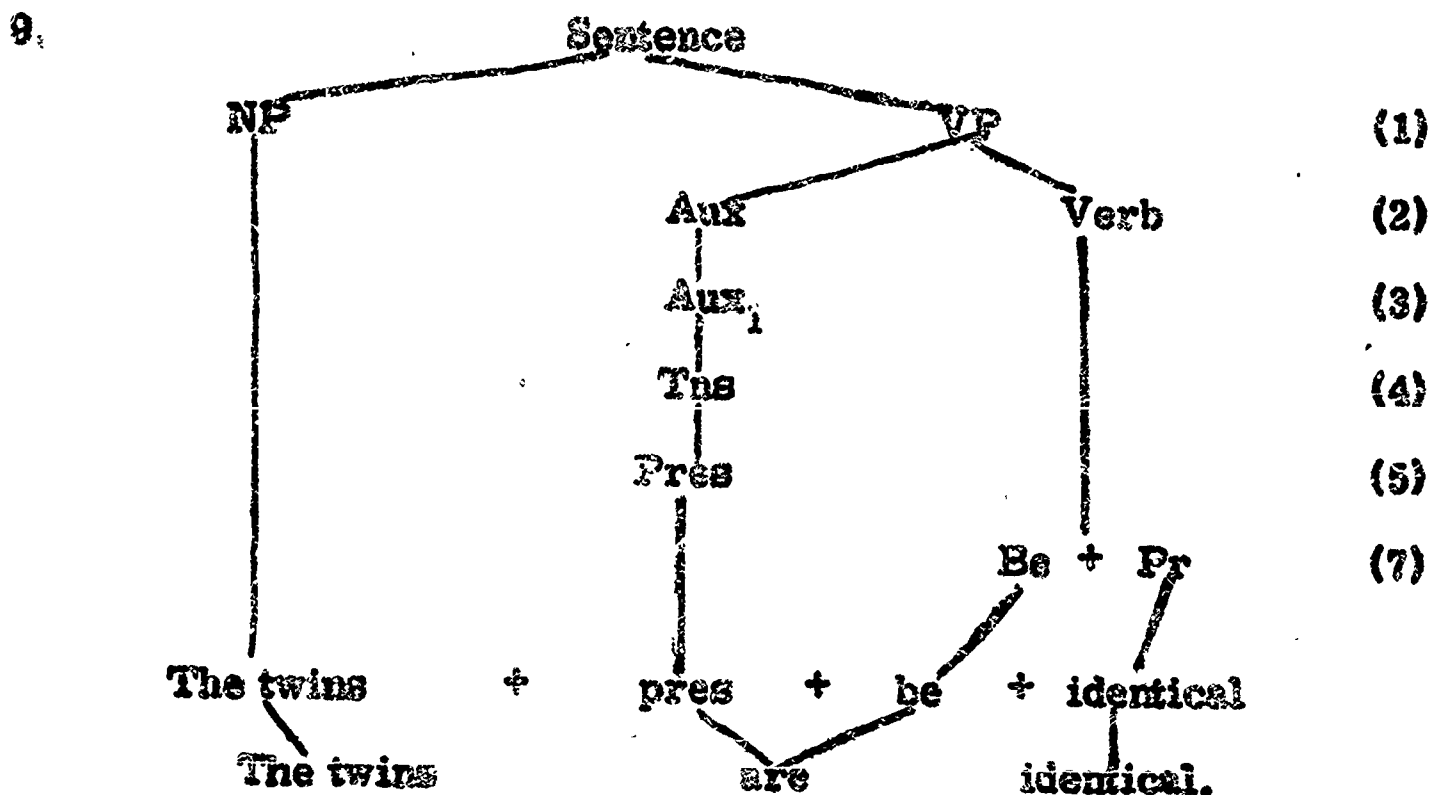 9. Sentence
NP VP (1)
Aux Verb (2)
Aux₁ (3)
Tns (4)
Pres (5)
Be + Pr (7)
The twins + pres + be + identical
The twins are identical.